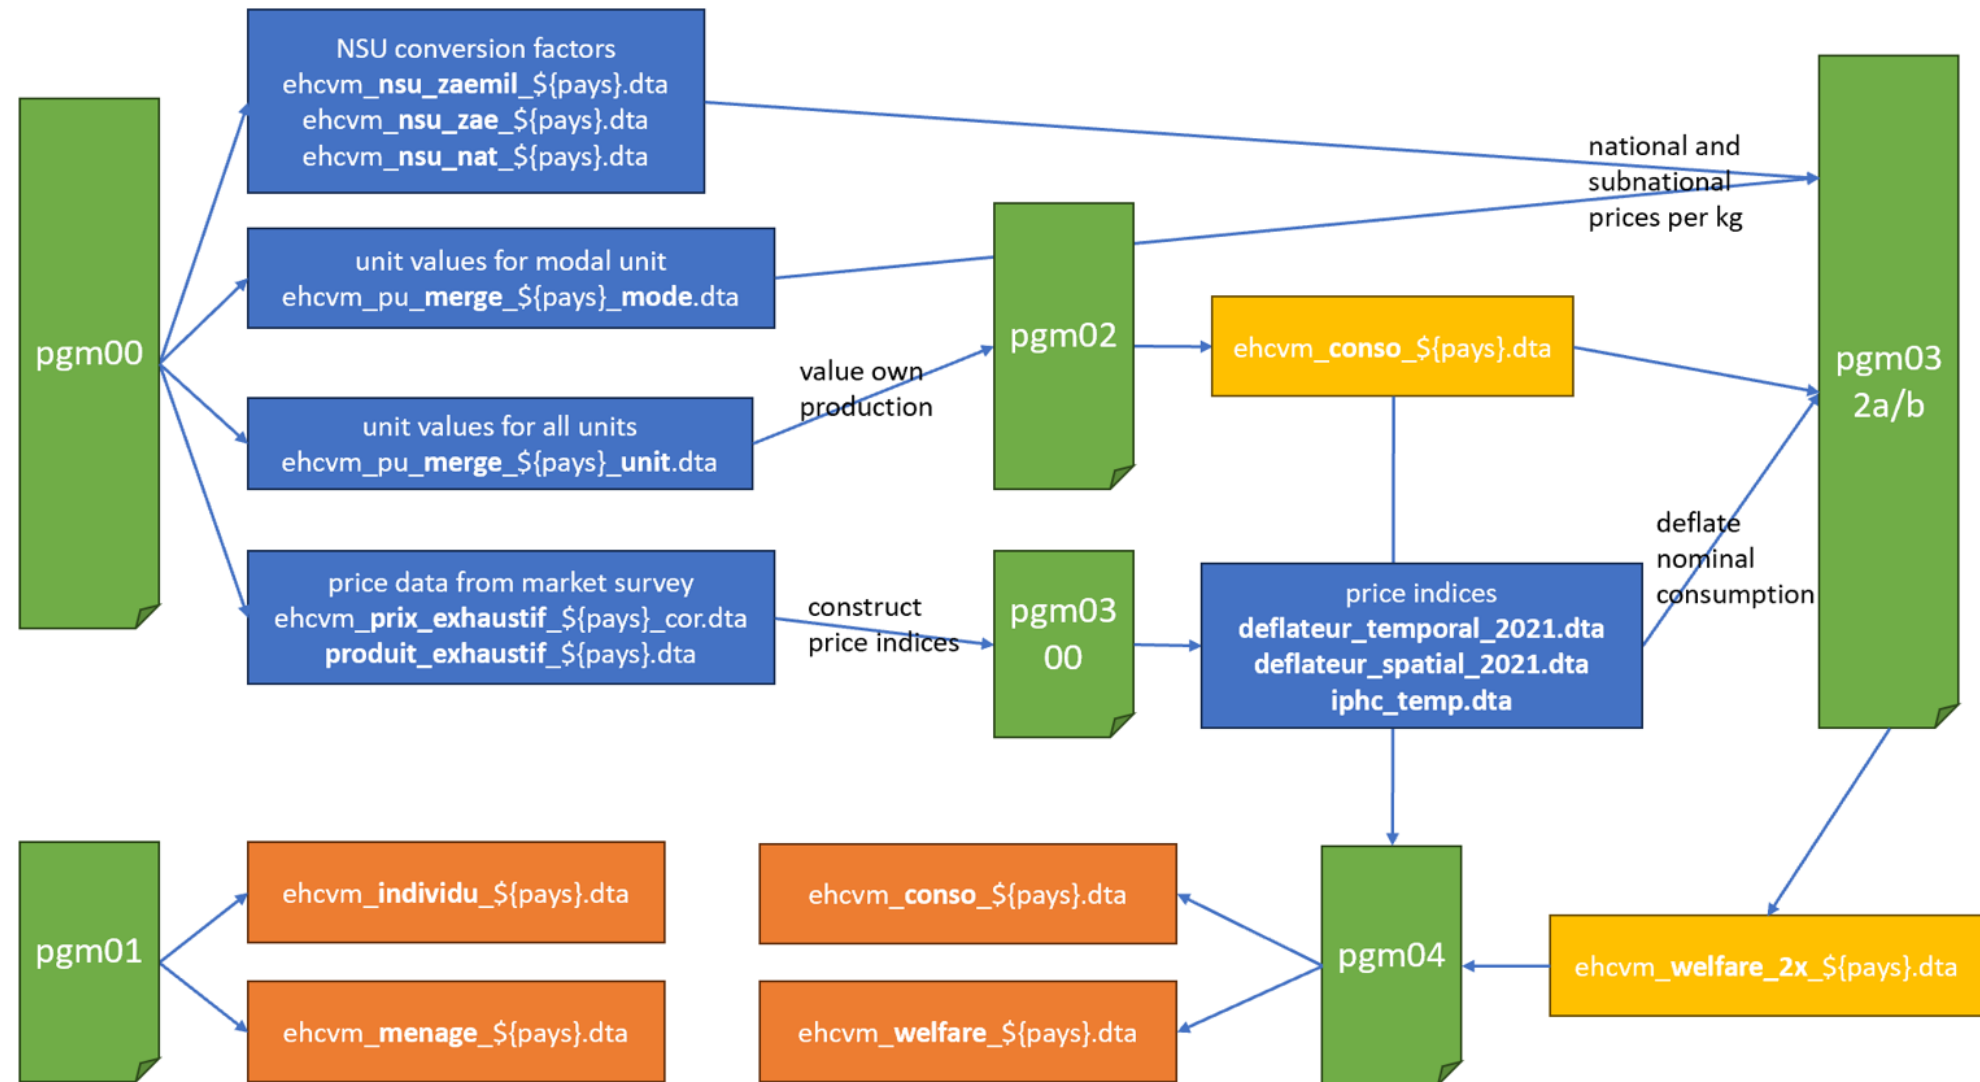 pgm00
NSU conversion factors
ehcvm_nsu_zaemil_${pays}.dta
ehcvm_nsu_zae_${pays}.dta
ehcvm_nsu_nat_${pays}.dta
unit values for modal unit
ehcvm_pu_merge_${pays}_mode.dta
unit values for all units
ehcvm_pu_merge_${pays}_unit.dta
price data from market survey
ehcvm_prix_exhaustif_${pays}_cor.dta
produit_exhaustif_${pays}.dta
value own
production
construct
price indices
pgm02
pgm03
00
ehcvm_conso_${pays}.dta
price indices
deflateur_temporal_2021.dta
deflateur_spatial_2021.dta
iphc_temp.dta
national and
subnational
prices per kg
deflate
nominal
consumption
pgm03
2a/b
pgm01
ehcvm_individu_${pays}.dta
ehcvm_menage_${pays}.dta
ehcvm_conso_${pays}.dta
ehcvm_welfare_${pays}.dta
pgm04
ehcvm_welfare_2x_${pays}.dta